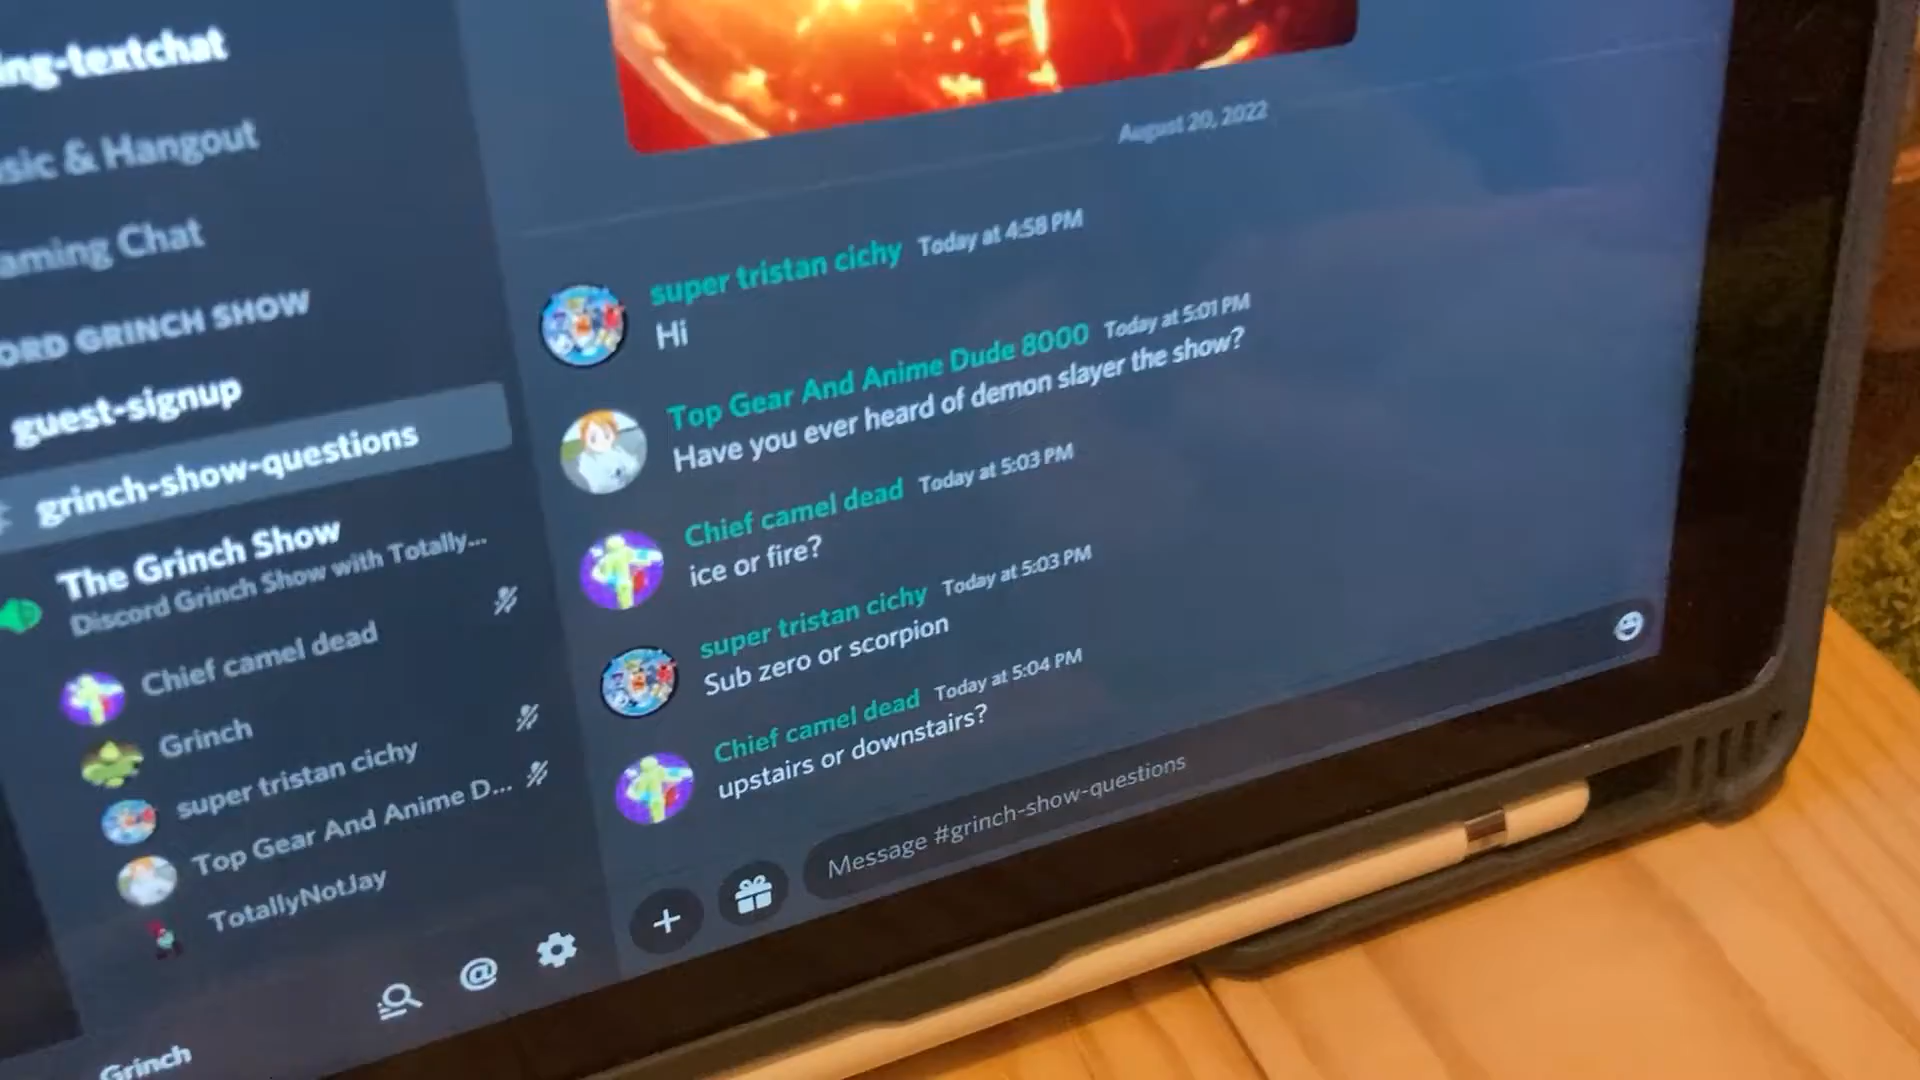 ing-textchat
sic & Hangout
aming Chat
ORD GRINCH SHOW
guest-signup
grinch-show-questions
The Grinch Show
Discord Grinch Show with Totally...
Chief camel dead
Grinch
super tristan cichy
Top Gear And Anime D...
TotallyNotJay
Grinch
August 20, 2022
super tristan cichy Today at 4:58 PM
Hi
Top Gear And Anime Dude 8000 Today at 5:01 PM
Have you ever heard of demon slayer the show?
Chief camel dead Today at 5:03 PM
ice or fire?
super tristan cichy Today at 5:03 PM
Sub zero or scorpion
Chief camel dead Today at 5:04 PM
upstairs or downstairs?
Message #grinch-show-questions